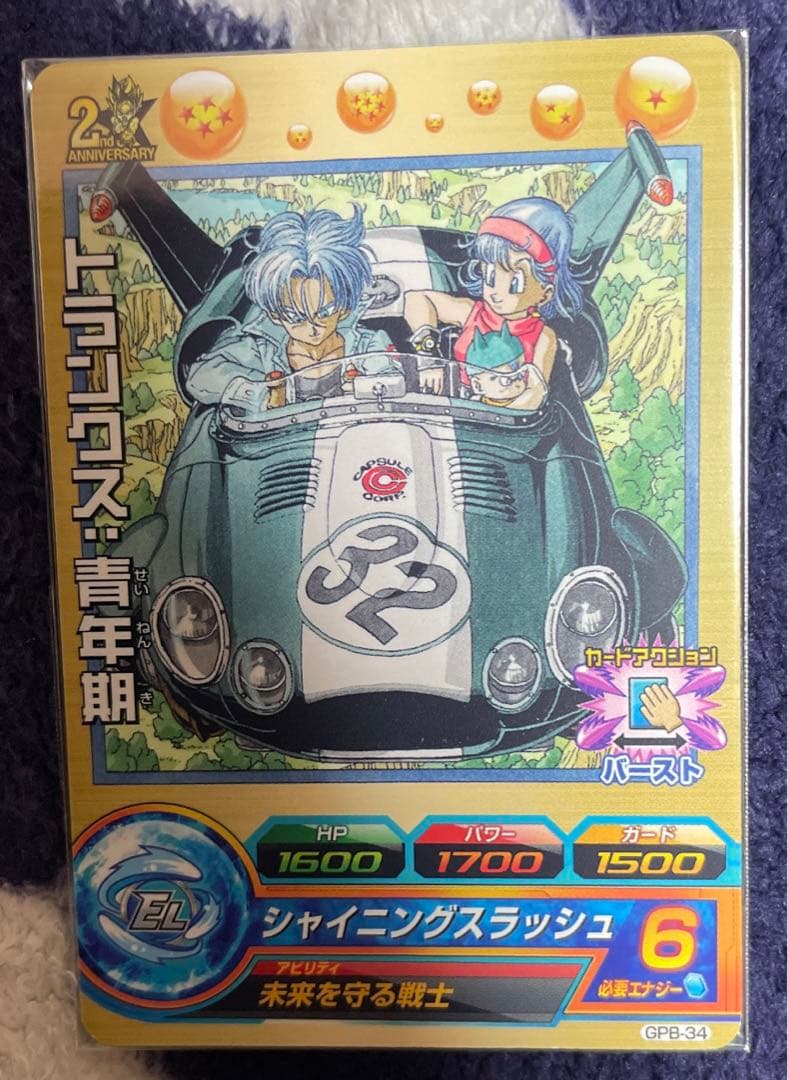 2nd
ANNIVERSARY
トランクス:青年期
せいねんき
CAPSULE
CORP.
32
カードアクション
バースト
HP
1600
パワー
1700
ガード
1500
EL
シャイニングスラッシュ
6
必要エナジー
アビリティ
未来を守る戦士
GPB-34